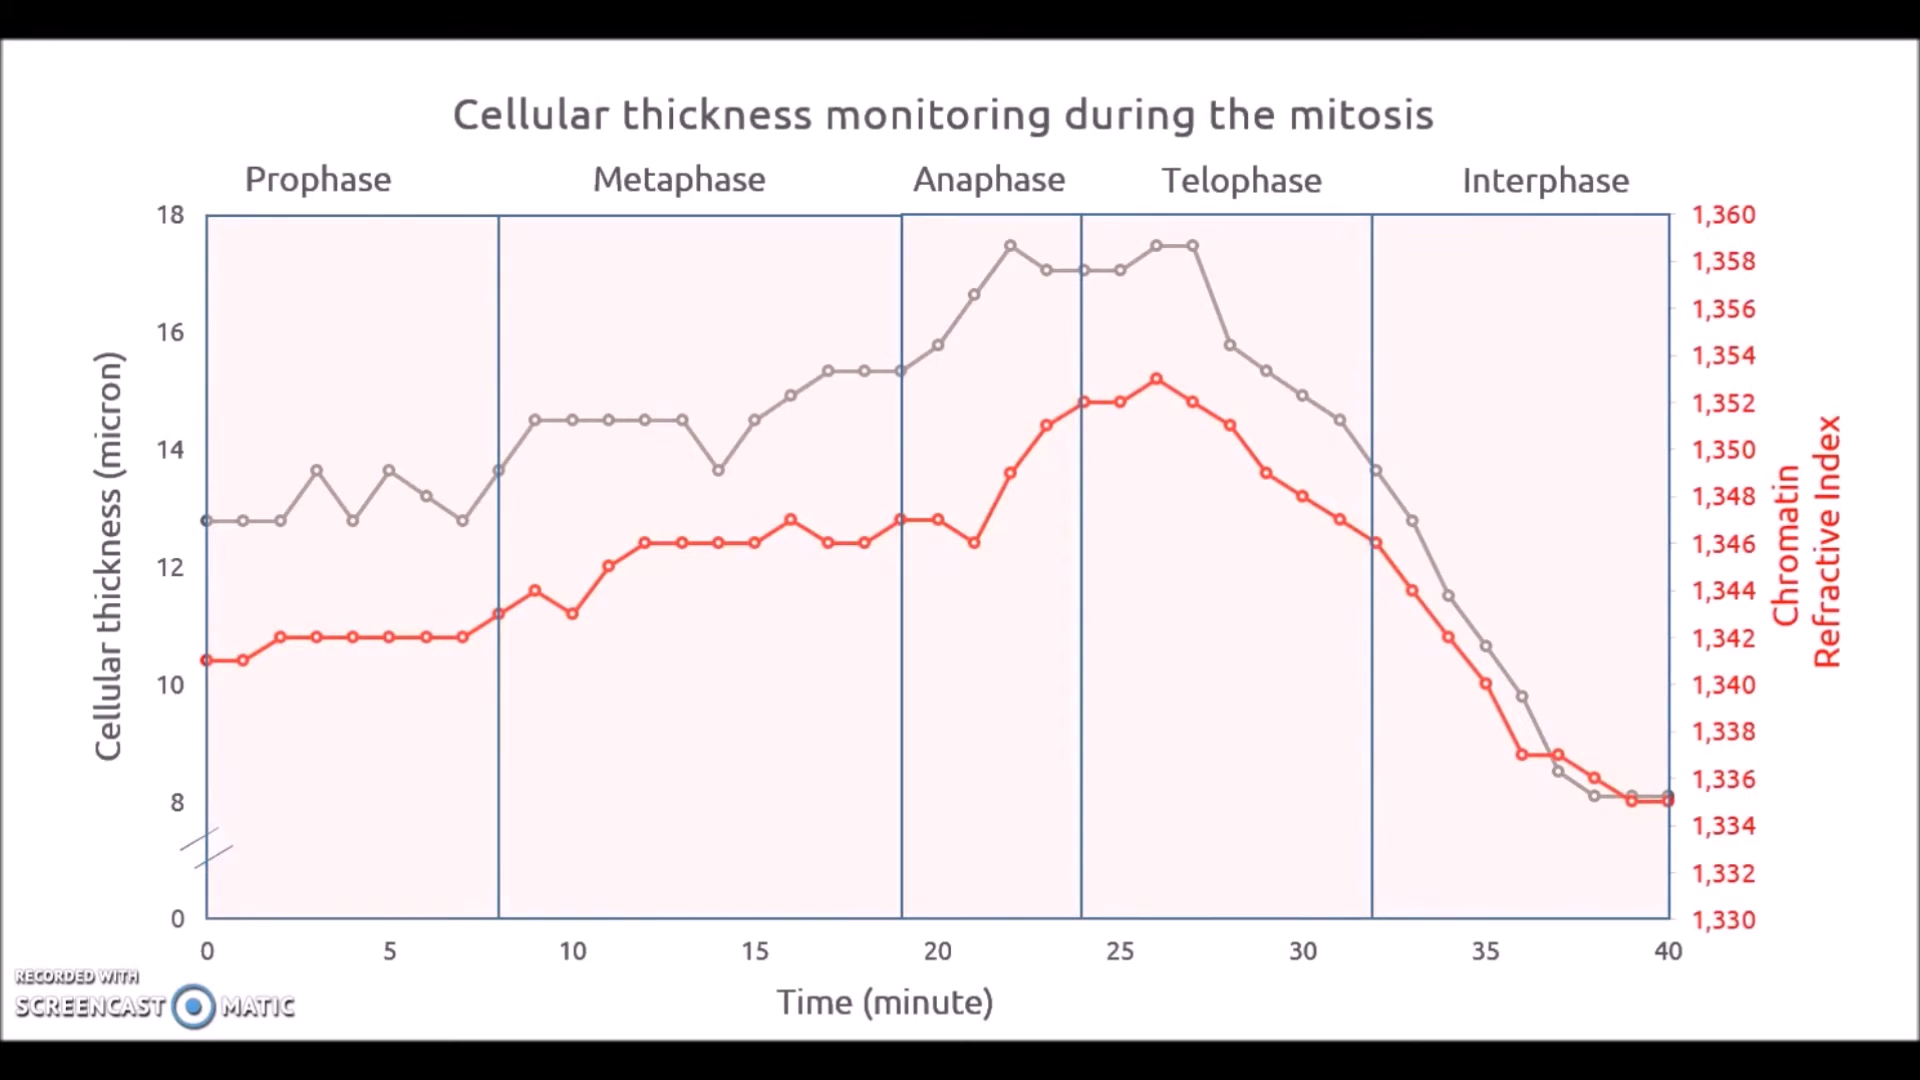 Cellular thickness monitoring during the mitosis
Prophase Metaphase Anaphase Telophase Interphase
18
16
14
12
10
8
0
Cellular thickness (micron)
1,360
1,358
1,356
1,354
1,352
1,350
1,348
1,346
1,344
1,342
1,340
1,338
1,336
1,334
1,332
1,330
Chromatin
Refractive Index
0 5 10 15 20 25 30 35 40
Time (minute)
RECORDED WITH
SCREENCAST MATIC